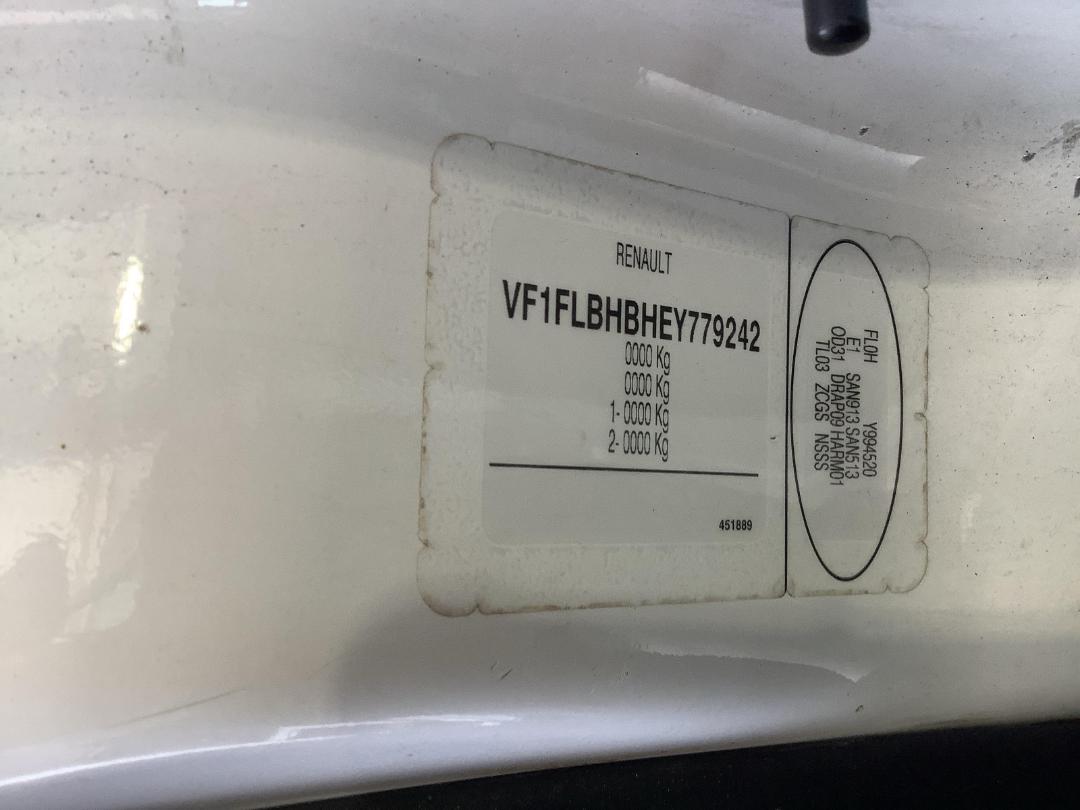 RENAULT
VF1FLBHBHEY779242
0000 Kg
0000 Kg
1- 0000 Kg
2- 0000 Kg
451889
FL0H Y994520
E1 SAN913 SAN513
OD31 DRAP09 HARM01
TL03 ZCGS NSSS